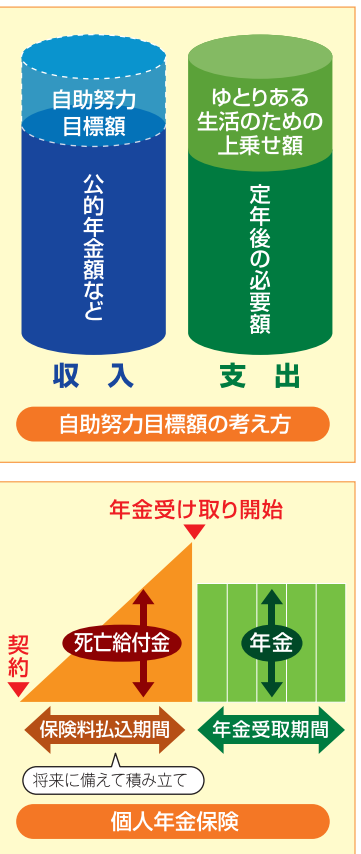 自助努力
目標額
公的年金額など
収 入
ゆとりある
生活のための
上乗せ額
定年後の必要額
支 出
自助努力目標額の考え方
年金受け取り開始
契約
死亡給付金
年金
保険料払込期間
年金受取期間
将来に備えて積み立て
個人年金保険